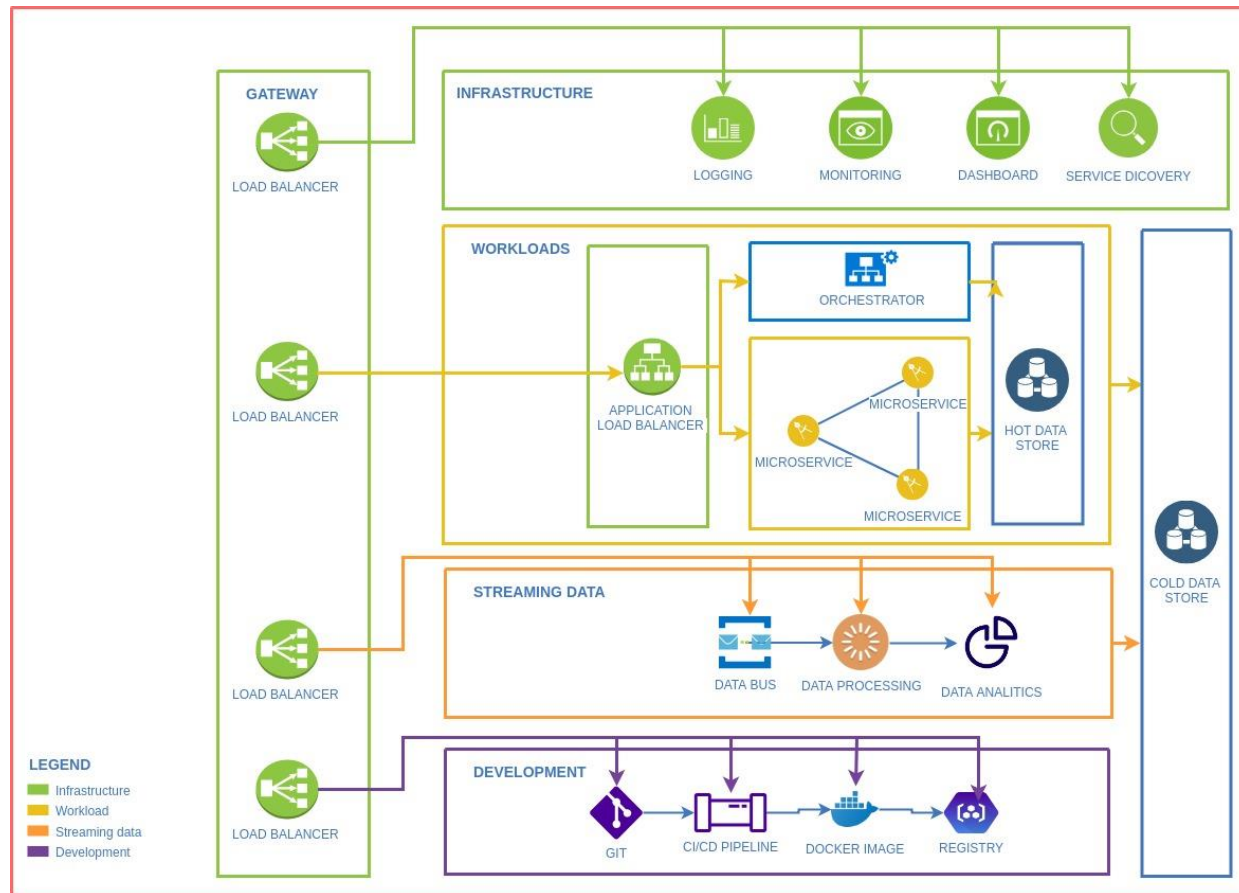 GATEWAY
LOAD BALANCER
LOAD BALANCER
LOAD BALANCER
LOAD BALANCER
INFRASTRUCTURE
LOGGING
MONITORING
DASHBOARD
SERVICE DICOVERY
WORKLOADS
APPLICATION
LOAD BALANCER
ORCHESTRATOR
MICROSERVICE
MICROSERVICE
MICROSERVICE
HOT DATA
STORE
COLD DATA
STORE
STREAMING DATA
DATA BUS
DATA PROCESSING
DATA ANALITICS
DEVELOPMENT
GIT
CI/CD PIPELINE
DOCKER IMAGE
REGISTRY
LEGEND
Infrastructure
Workload
Streaming data
Development